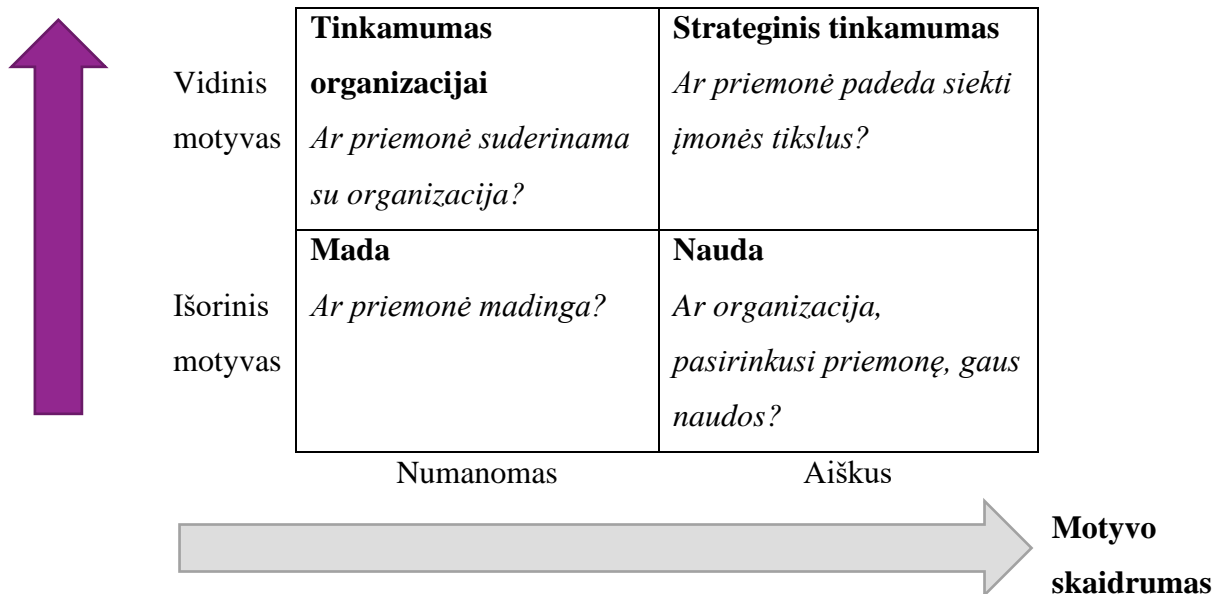 Vidinis
motyvas
Tinkamumas
organizacijai
Ar priemonė suderinama
su organizacija?
Strateginis tinkamumas
Ar priemonė padeda siekti
įmonės tikslus?
Išorinis
motyvas
Mada
Ar priemonė madinga?
Nauda
Ar organizacija,
pasirinkusi priemonę, gaus
naudos?
Numanomas
Aiškus
Motyvo
skaidrumas